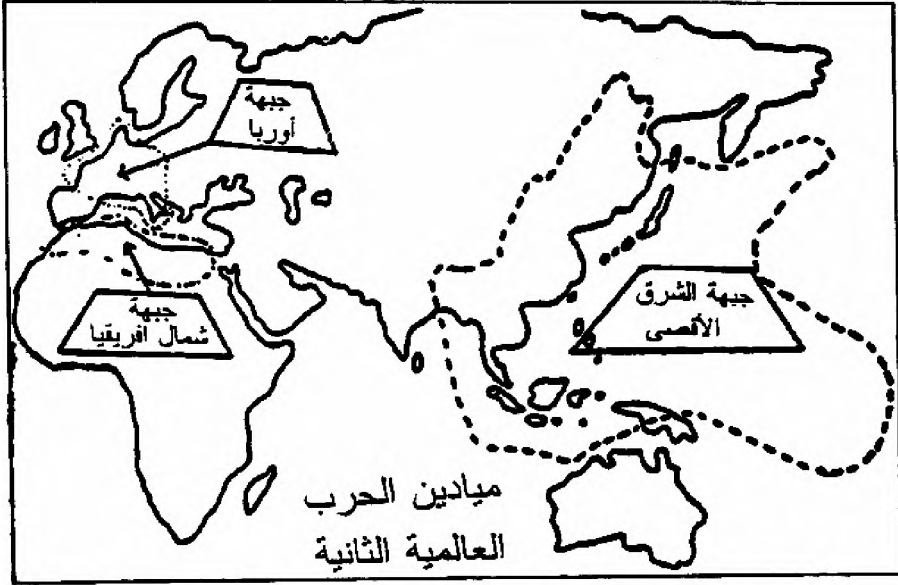 جبهة
أوربا
جبهة الشرق
الأقصى
جبهة
شمال افريقيا
ميادين الحرب
العالمية الثانية